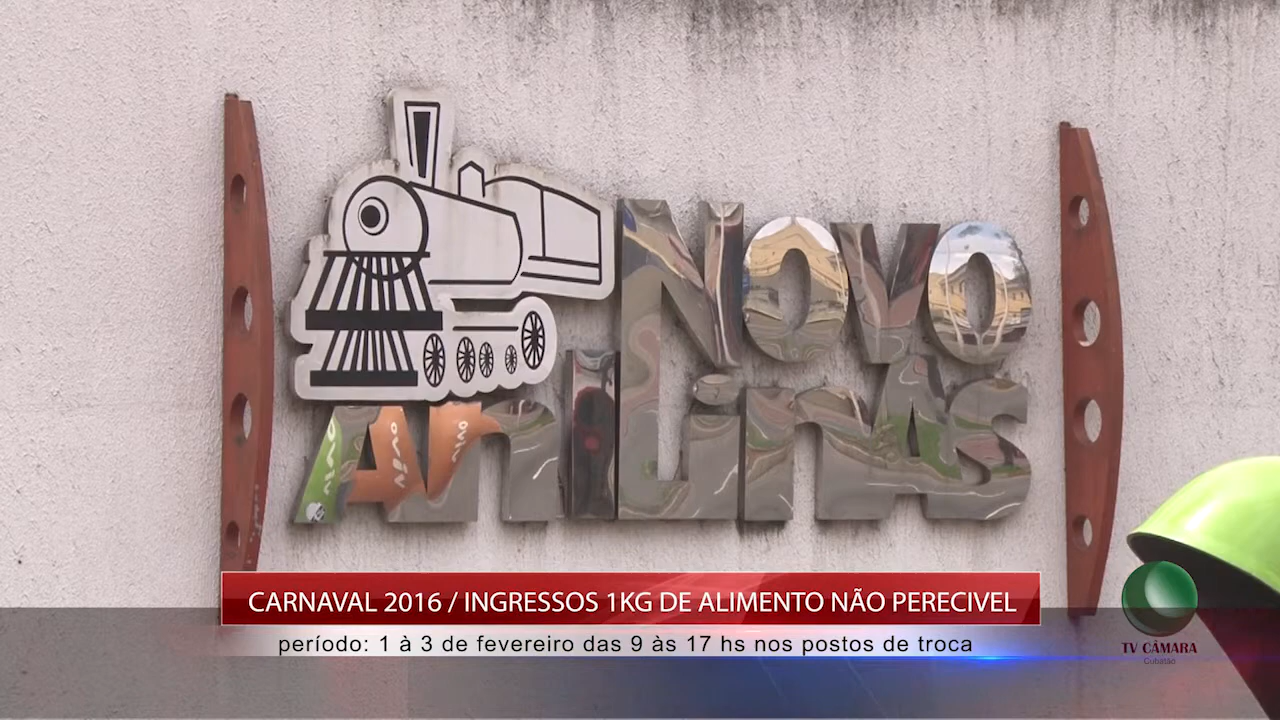 NOVO
ANILINAS
CARNAVAL 2016 / INGRESSOS 1KG DE ALIMENTO NÃO PERECIVEL
período: 1 à 3 de fevereiro das 9 às 17 hs nos postos de troca
TV CÂMARA
Cubatão